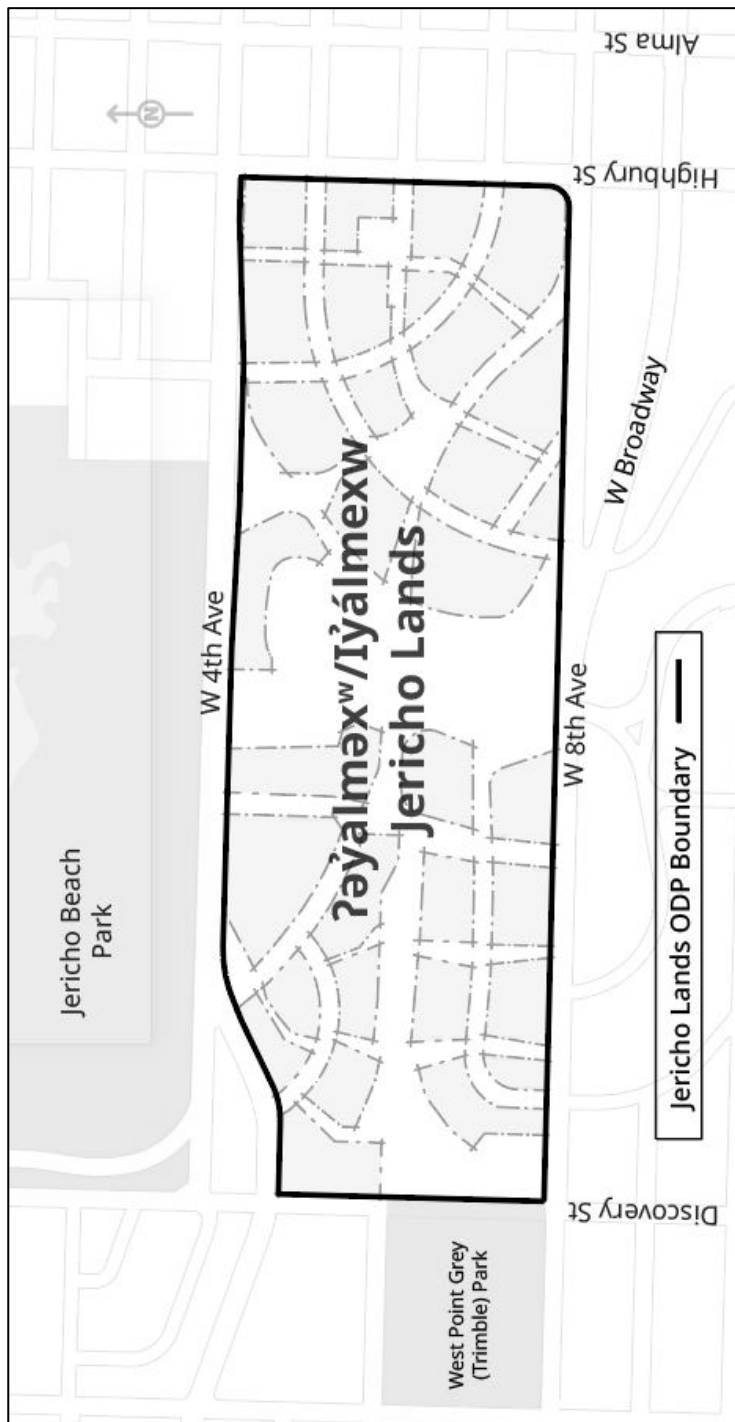 Alma St
Highbury St
N
W Broadway
W 4th Ave
ʔəy̓alməxʷ/Iy̓álmexw
Jericho Lands
W 8th Ave
Jericho Beach
Park
Jericho Lands ODP Boundary
Discovery St
West Point Grey
(Trimble) Park